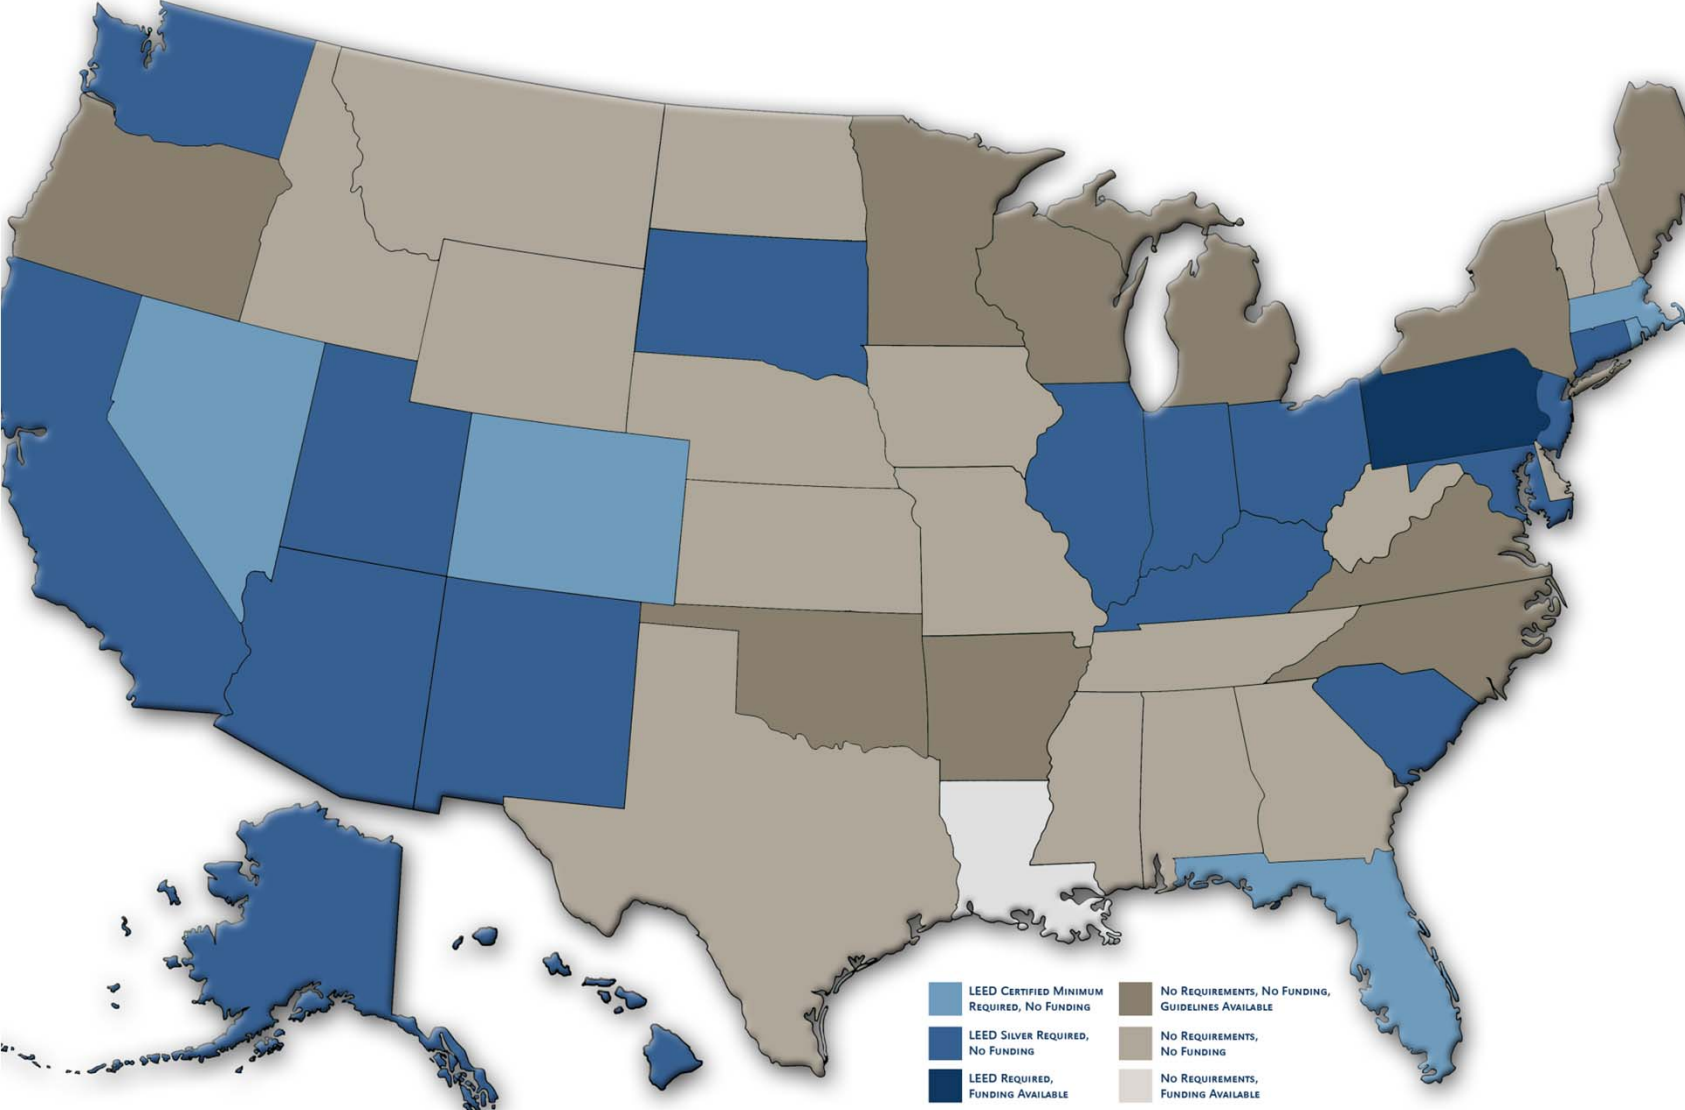 LEED Certified Minimum
Required, No Funding
LEED Silver Required,
No Funding
LEED Required,
Funding Available
No Requirements, No Funding,
Guidelines Available
No Requirements,
No Funding
No Requirements,
Funding Available